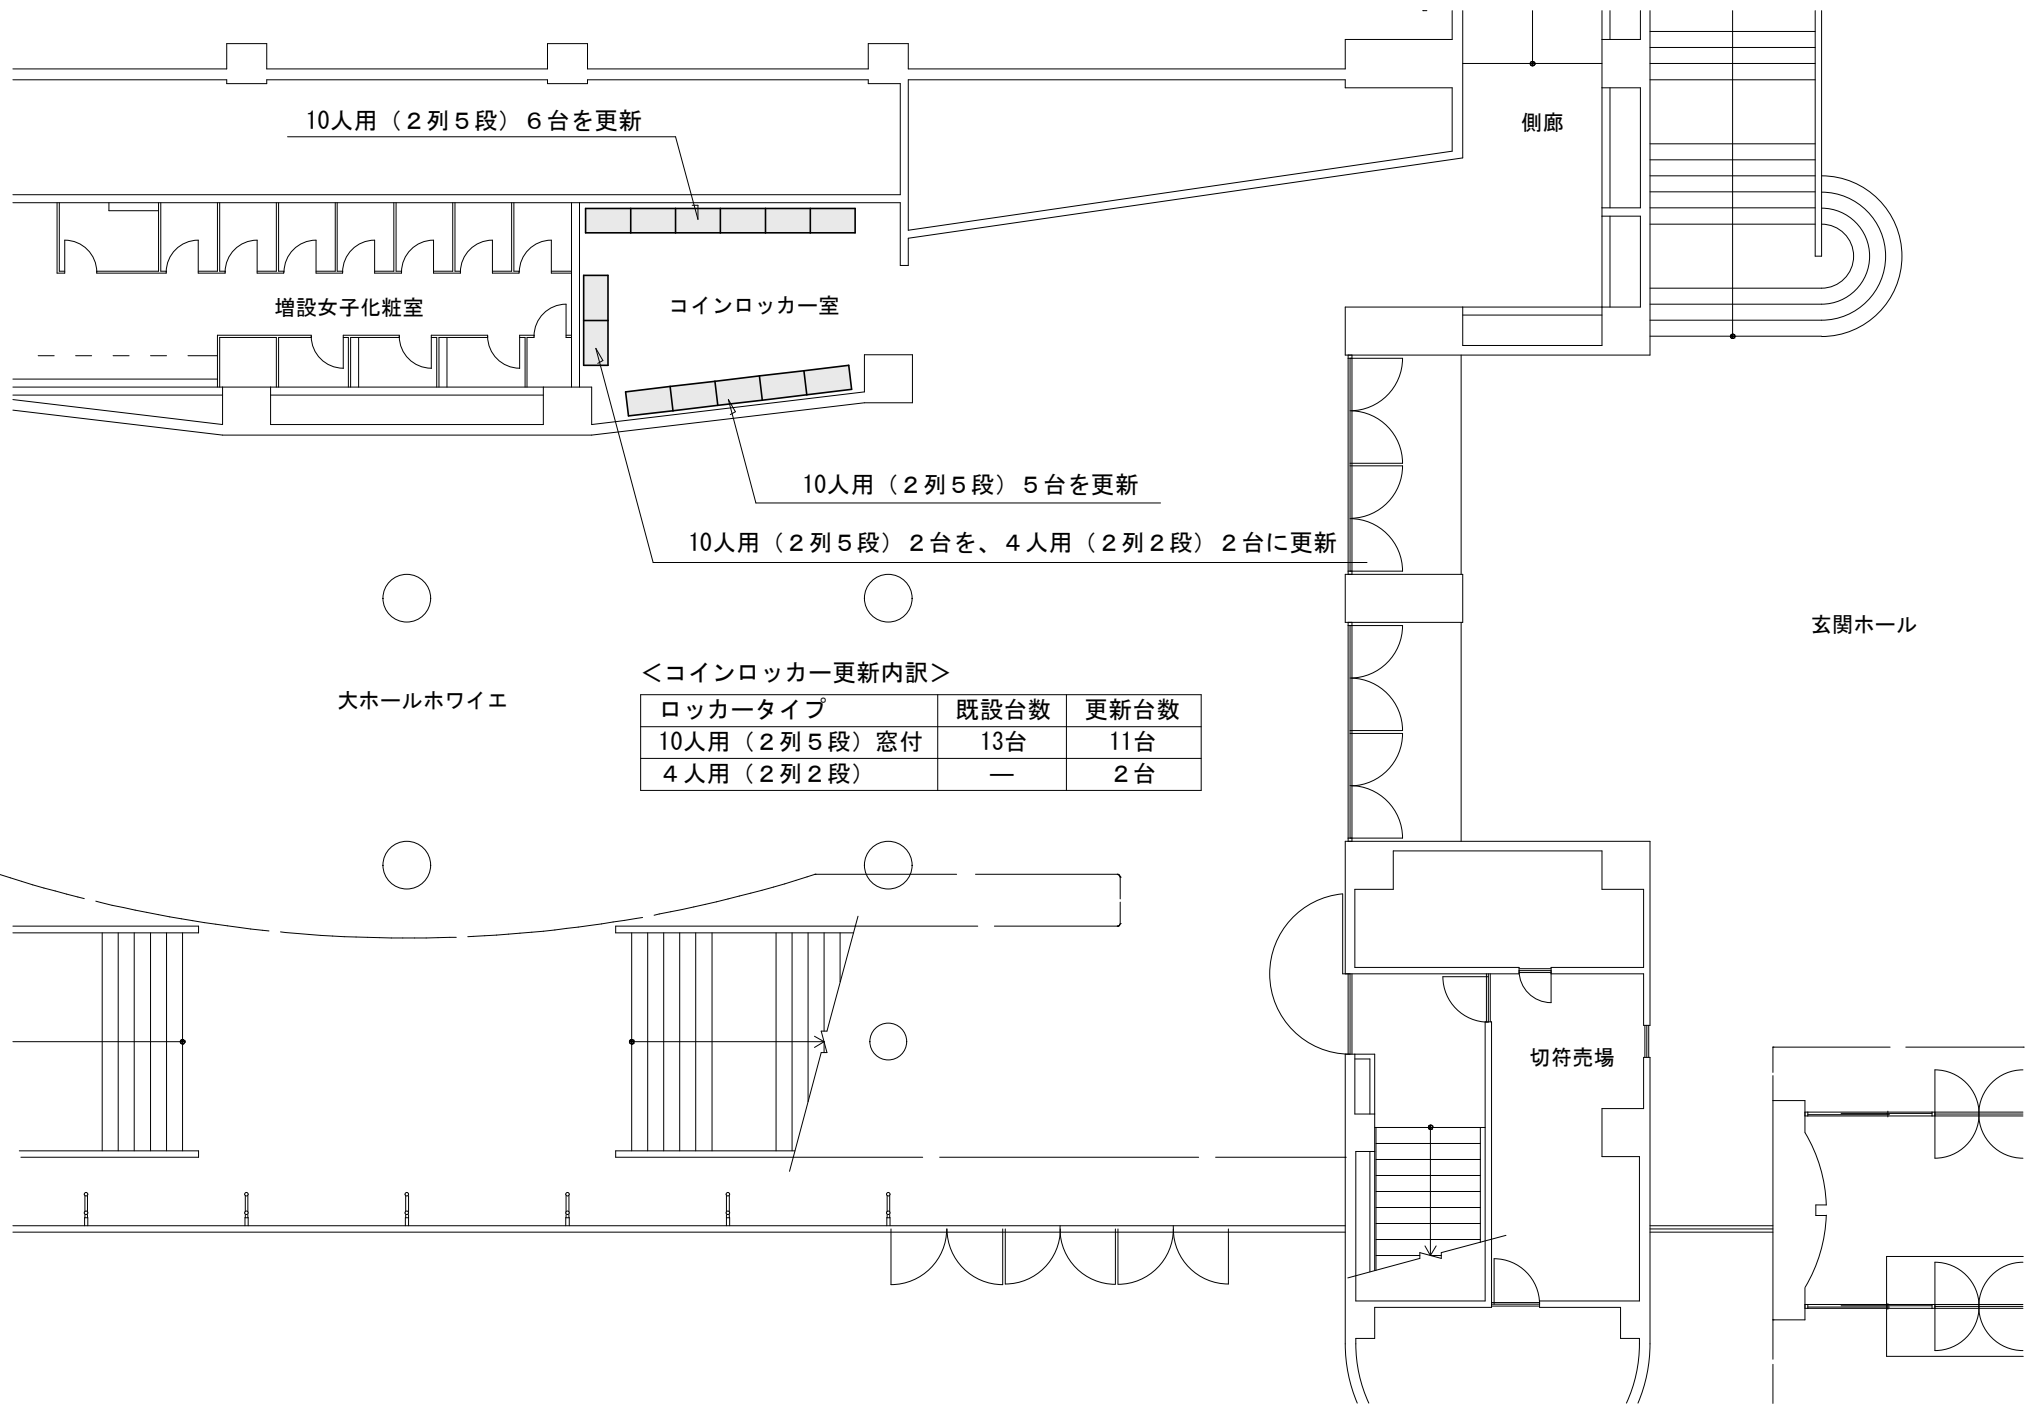 10人用（２列５段）６台を更新
側廊
増設女子化粧室
コインロッカー室
10人用（２列５段）５台を更新
10人用（２列５段）２台を、４人用（２列２段）２台に更新
玄関ホール
大ホールホワイエ
＜コインロッカー更新内訳＞
ロッカータイプ 既設台数 更新台数
10人用（２列５段）窓付 13台 11台
４人用（２列２段） ― ２台
切符売場